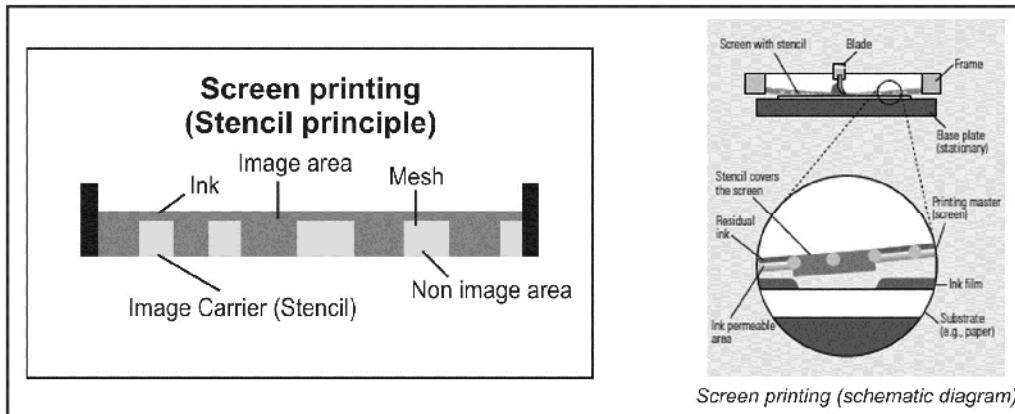 Screen printing
(Stencil principle)
Image area
Ink
Mesh
Image Carrier (Stencil)
Non image area
Screen with stencil
Blade
Frame
Base plate
(stationary)
Stencil covers
the screen
Printing master
(screen)
Residual
ink
Ink film
Ink permeable
area
Substrate
(e.g., paper)
Screen printing (schematic diagram)